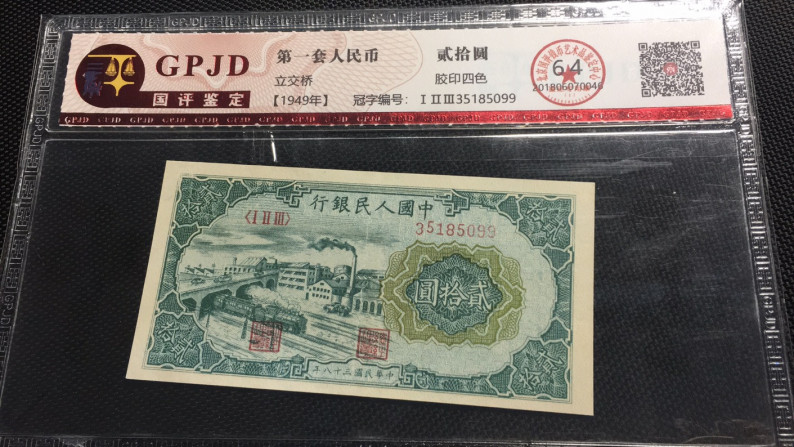 GPJD
国评鉴定
第一套人民币
贰拾圆
立交桥
胶印四色
【1949年】
冠字编号： I II III35185099
64
201806070046
行銀民人國中
〈I II III〉
35185099
圓拾貳
年八十三國民華中